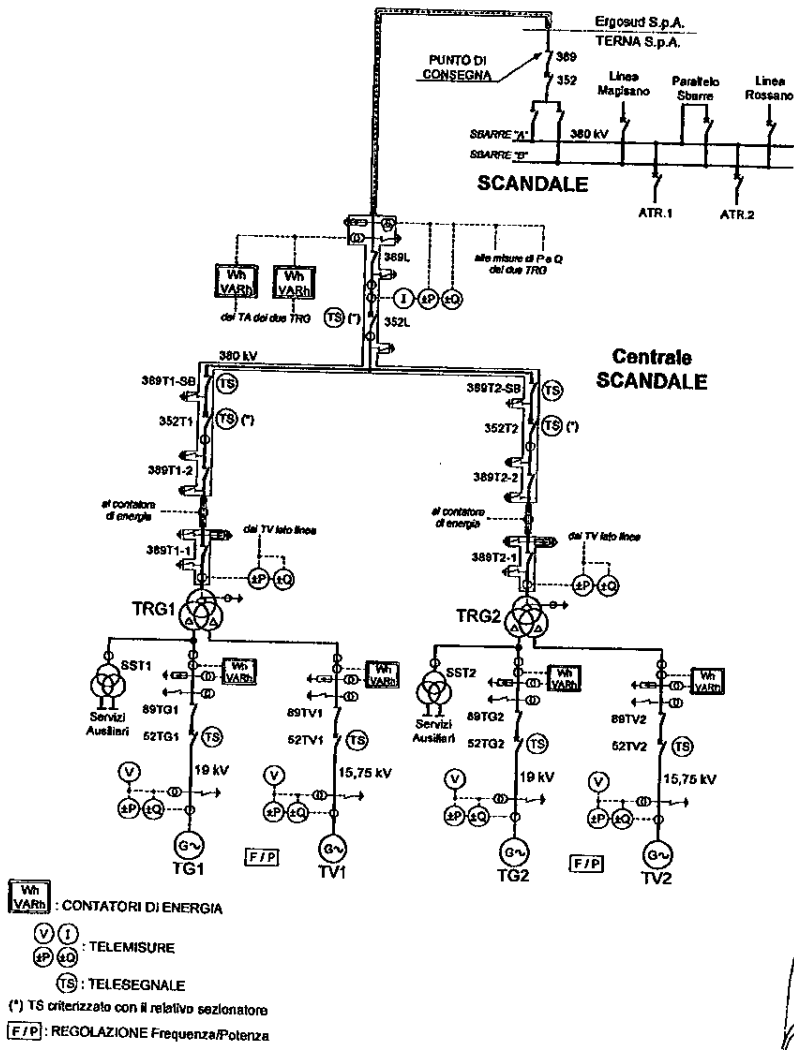 Ergosud S.p.A.
TERNA S.p.A.
PUNTO DI
CONSEGNA
389
352
Linea
Magisano
Parallelo
Sbarre
Linea
Rossano
SBARRE "A"
380 kV
SBARRE "B"
SCANDALE
ATR.1
ATR.2
389L
Wh
VARh
Wh
VARh
alle misure di P e Q
dei due TRG
I
±P
±Q
dai TA dei due TRG
TS (*)
352L
380 kV
Centrale
SCANDALE
389T1-SB
TS
389T2-SB
TS
352T1
TS (*)
352T2
TS (*)
389T1-2
389T2-2
al contatore
di energia
dai TV lato linea
al contatore
di energia
dai TV lato linea
389T1-1
±P
±Q
389T2-1
±P
±Q
TRG1
TRG2
Δ
Δ
Δ
Δ
SST1
Wh
VARh
Wh
VARh
SST2
Wh
VARh
Wh
VARh
Servizi
Ausiliari
89TG1
89TV1
Servizi
Ausiliari
89TG2
89TV2
52TG1
TS
52TV1
TS
52TG2
TS
52TV2
TS
V
19 kV
V
15,75 kV
V
19 kV
V
15,75 kV
±P
±Q
±P
±Q
±P
±Q
±P
±Q
G~
G~
G~
G~
TG1
F / P
TV1
TG2
F / P
TV2
Wh
VARh
: CONTATORI DI ENERGIA
V
I
±P
±Q
: TELEMISURE
TS : TELESEGNALE
(*) TS criterizzato con il relativo sezionatore
F / P : REGOLAZIONE Frequenza/Potenza